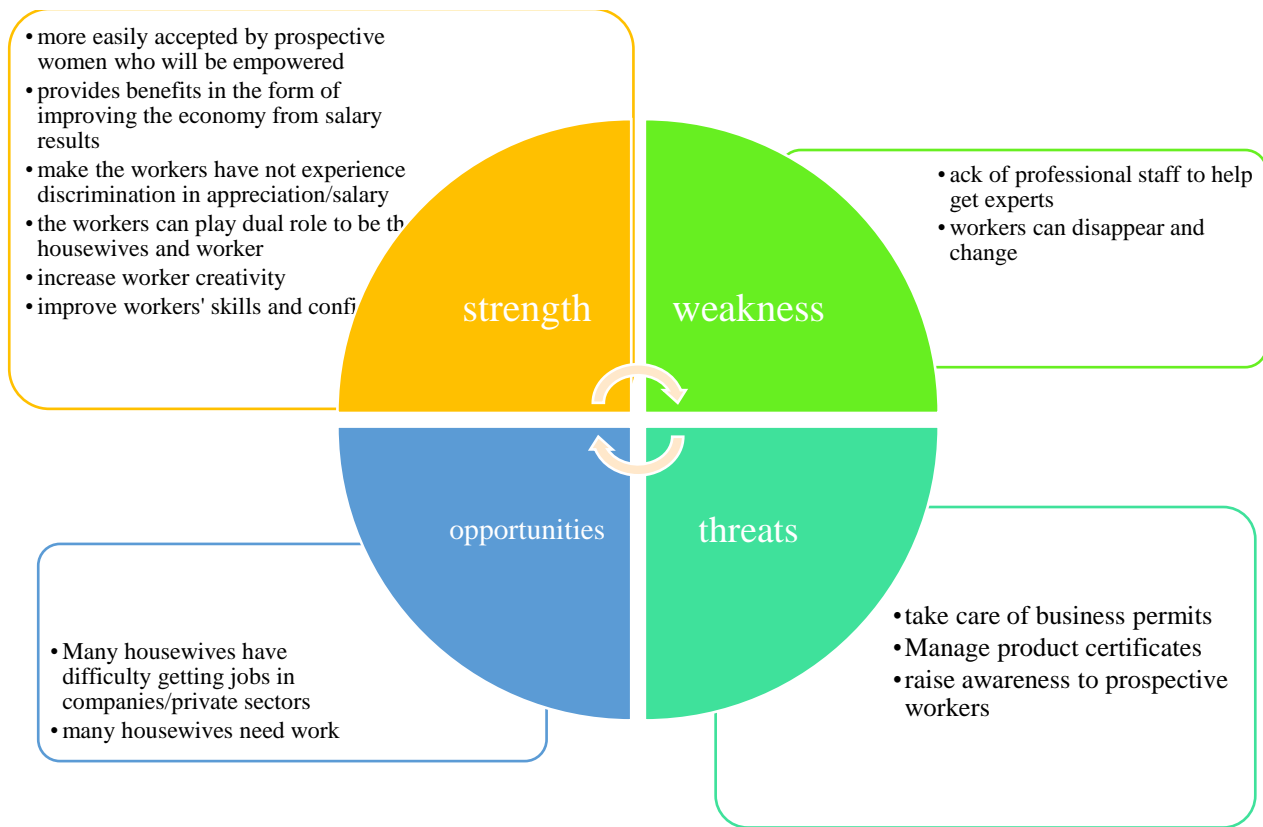 • more easily accepted by prospective
women who will be empowered
• provides benefits in the form of
improving the economy from salary
results
• make the workers have not experience
discrimination in appreciation/salary
• the workers can play dual role to be th
housewives and worker
• increase worker creativity
• improve workers' skills and confi
strength
weakness
• ack of professional staff to help
get experts
• workers can disappear and
change
opportunities
threats
• Many housewives have
difficulty getting jobs in
companies/private sectors
• many housewives need work
• take care of business permits
• Manage product certificates
• raise awareness to prospective
workers